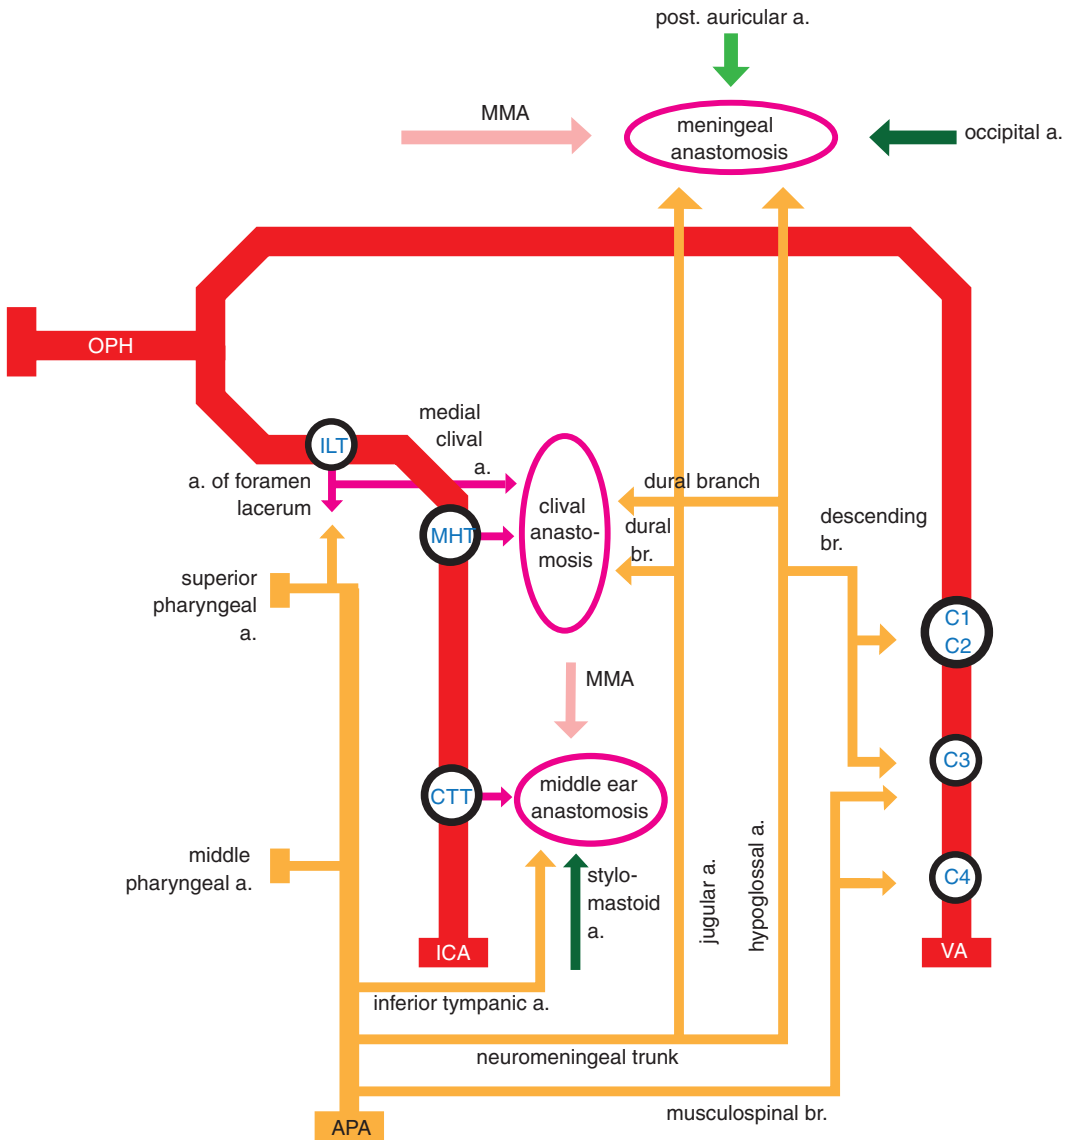 post. auricular a.
MMA
meningeal
anastomosis
occipital a.
OPH
ILT
medial
clival
a.
a. of foramen
lacerum
MHT
clival
anasto-
mosis
dural branch
dural
br.
descending
br.
superior
pharyngeal
a.
C1
C2
MMA
C3
CTT
middle ear
anastomosis
middle
pharyngeal a.
stylo-
mastoid
a.
jugular a.
hypoglossal a.
C4
ICA
VA
inferior tympanic a.
neuromeningeal trunk
musculospinal br.
APA